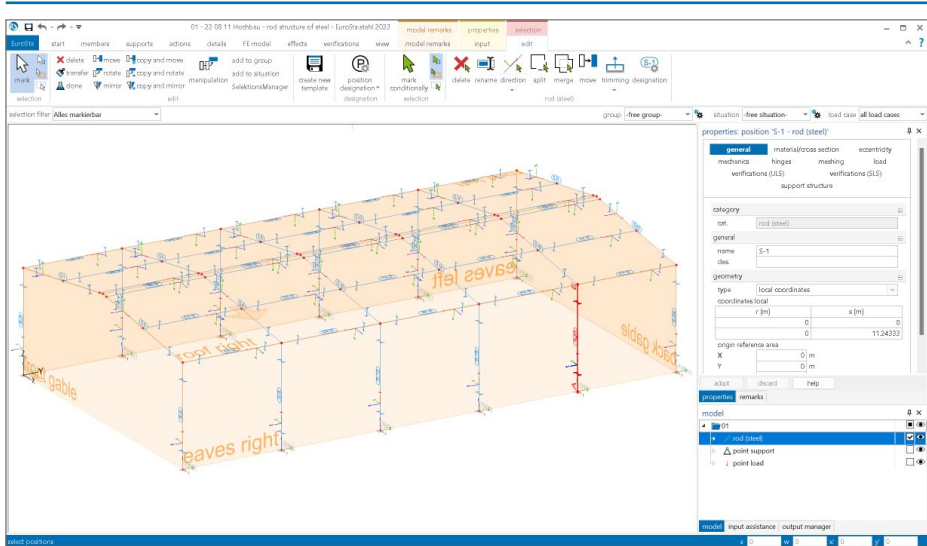 01 - 22 08 11 Hochbau - rod structure of steel - EuroSta.stahl 2023
model remarks properties selection
EuroSta start members supports actions details FE model effects verifications view model remarks input edit
mark
delete move copy and move
transfer rotate copy and rotate
clone mirror copy and mirror
manipulation
add to group
add to situation
SelektionsManager
create new template
position designation
mark conditionally
delete rename direction split merge move trimming designation
selection edit designation selection rod (steel)
selection filter Alles markierbar group -free group- situation -free situation- load case all load cases
properties: position 'S-1 - rod (steel)'
general material/cross section eccentricity
mechanics hinges meshing load
verifications (ULS) verifications (SLS)
support structure
category
cat. rod (steel)
general
name S-1
des.
geometry
type local coordinates
coordinates local
r [m] s [m]
0 0
0 11.24333
origin reference area
X 0 m
Y 0 m
adopt discard help
properties remarks
model
01
rod (steel)
point support
point load
model input assistance output manager
eaves left
roof right
back gable
front gable
eaves right
select positions
0 w 0 x' 0 y' 0